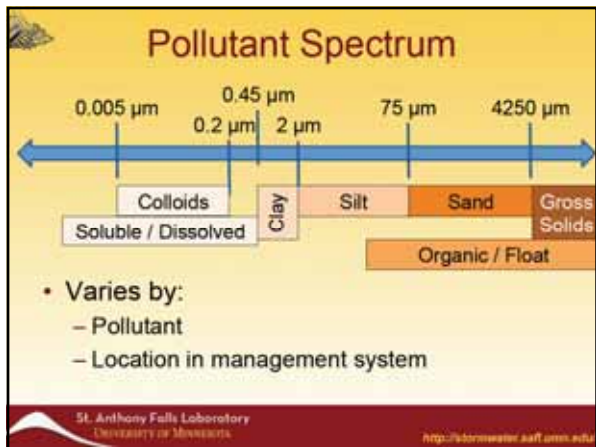 Pollutant Spectrum
0.45 µm
0.005 µm
75 µm
4250 µm
0.2 µm
2 µm
Colloids
Clay
Silt
Sand
Gross
Solids
Soluble / Dissolved
Organic / Float
• Varies by:
– Pollutant
– Location in management system
St. Anthony Falls Laboratory
UNIVERSITY OF MINNESOTA
http://stormwater.safl.umn.edu/